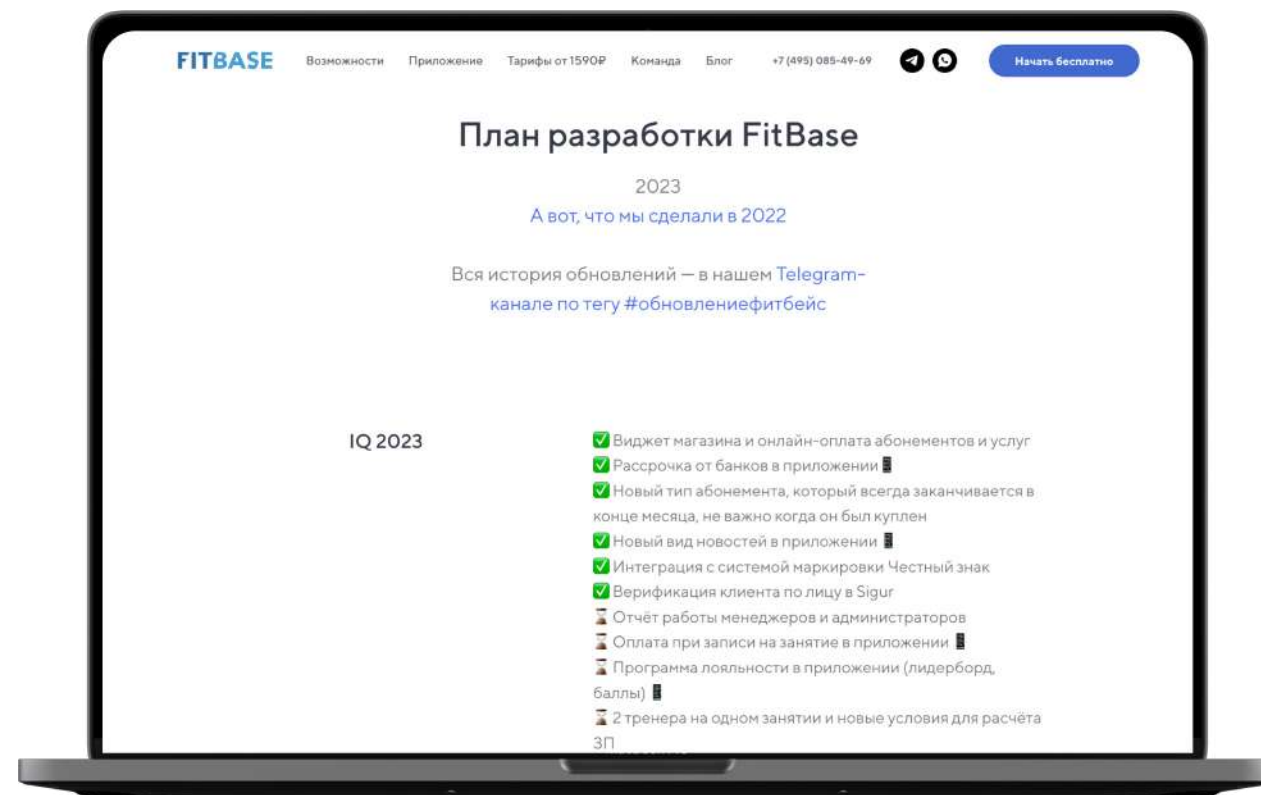 FITBASE
Возможности
Приложение
Тарифы от 1590₽
Команда
Блог
+7 (495) 085-49-69
Начать бесплатно
План разработки FitBase
2023
А вот, что мы сделали в 2022
Вся история обновлений — в нашем Telegram-
канале по тегу #обновлениефитбейс
IQ 2023
✅ Виджет магазина и онлайн-оплата абонементов и услуг
✅ Рассрочка от банков в приложении📱
✅ Новый тип абонемента, который всегда заканчивается в
конце месяца, не важно когда он был куплен
✅ Новый вид новостей в приложении 📱
✅ Интеграция с системой маркировки Честный знак
✅ Верификация клиента по лицу в Sigur
⏳ Отчёт работы менеджеров и администраторов
⏳ Оплата при записи на занятие в приложении 📱
⏳ Программа лояльности в приложении (лидерборд,
баллы) 📱
⏳ 2 тренера на одном занятии и новые условия для расчёта
ЗП